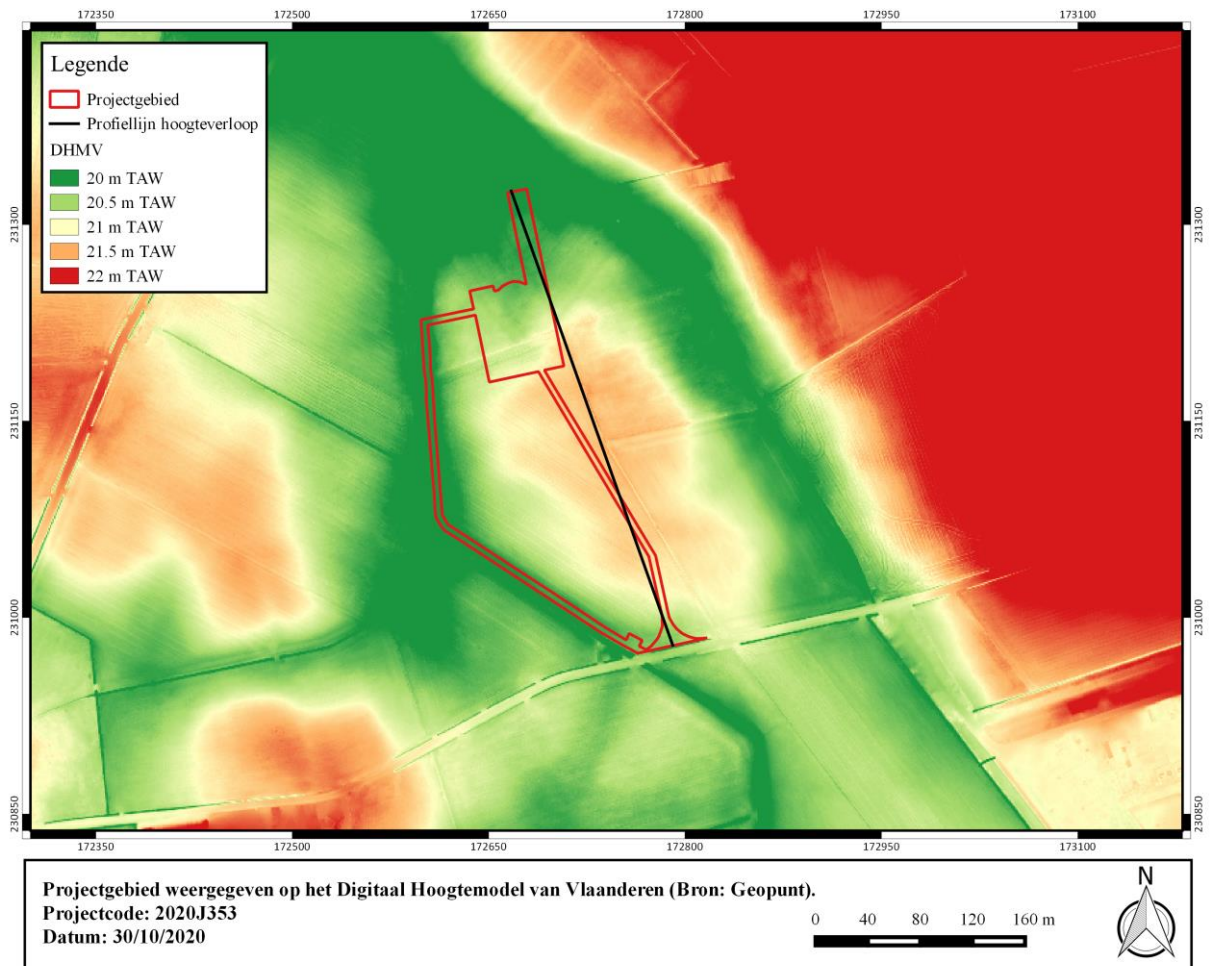 172350 172500 172650 172800 172950 173100
Legende
Projectgebied
Profiellijn hoogteverloop
DHMV
20 m TAW
20.5 m TAW
21 m TAW
21.5 m TAW
22 m TAW
231300 231300
231150 231150
231000 231000
230850 230850
172350 172500 172650 172800 172950 173100
Projectgebied weergegeven op het Digitaal Hoogtemodel van Vlaanderen (Bron: Geopunt).
Projectcode: 2020J353
Datum: 30/10/2020
0 40 80 120 160 m
N